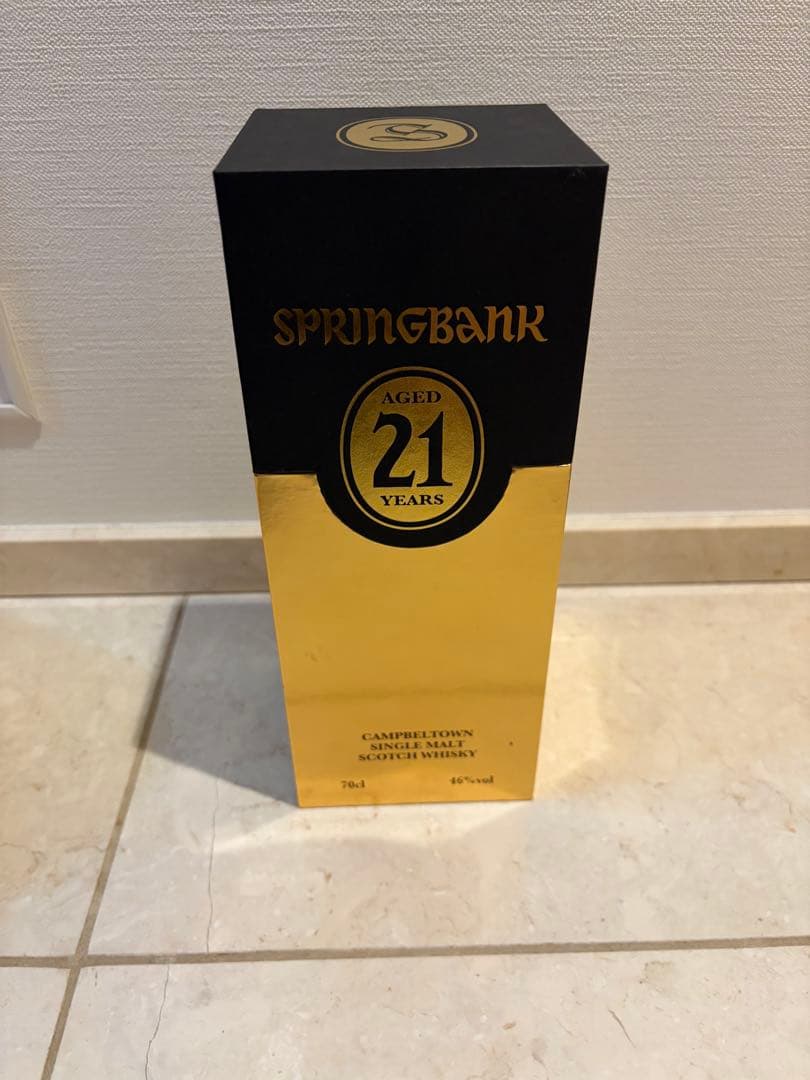 S
SPRINGBANK
AGED
21
YEARS
CAMPBELTOWN
SINGLE MALT
SCOTCH WHISKY
70cl 46%vol